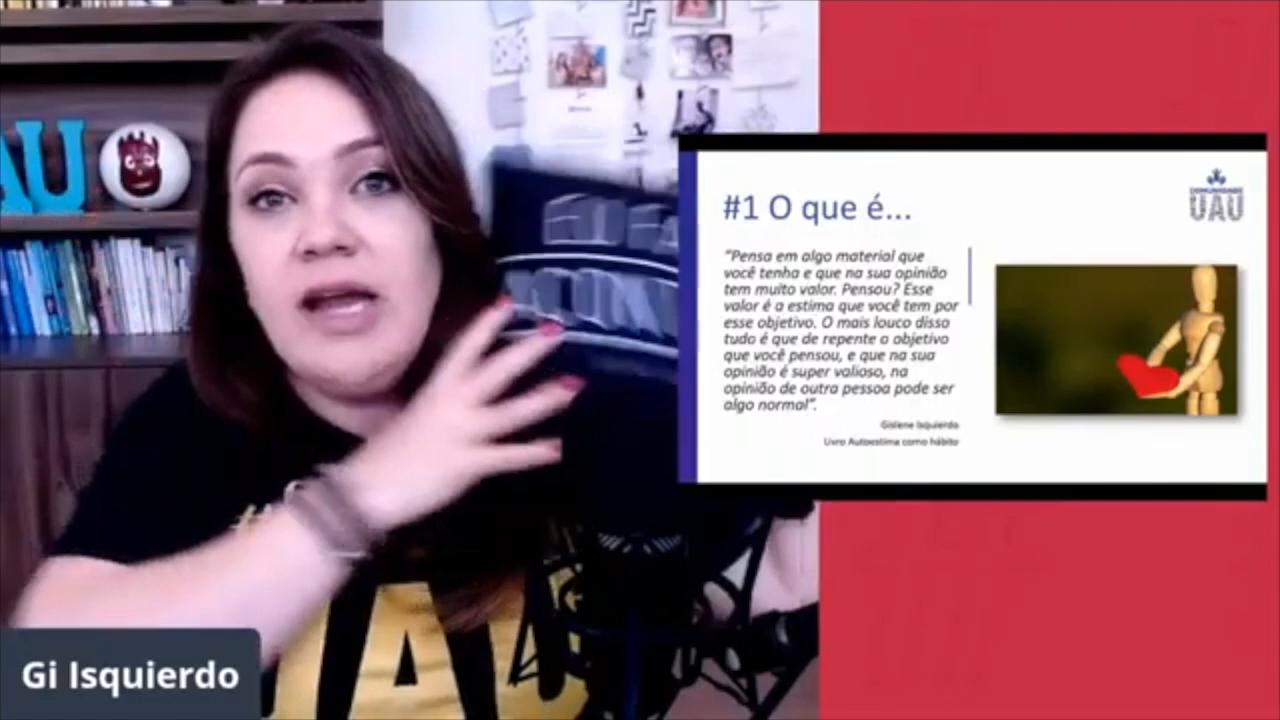 AU
#1 O que é...
COMUNIDADE
UAU
“Pensa em algo material que
você tenha e que na sua opinião
tem muito valor. Pensou? Esse
valor é a estima que você tem por
esse objetivo. O mais louco disso
tudo é que de repente o objetivo
que você pensou, e que na sua
opinião é super valioso, na
opinião de outra pessoa pode ser
algo normal”.
Gislene Isquierdo
Livro Autoestima como hábito
UAU
Gi Isquierdo